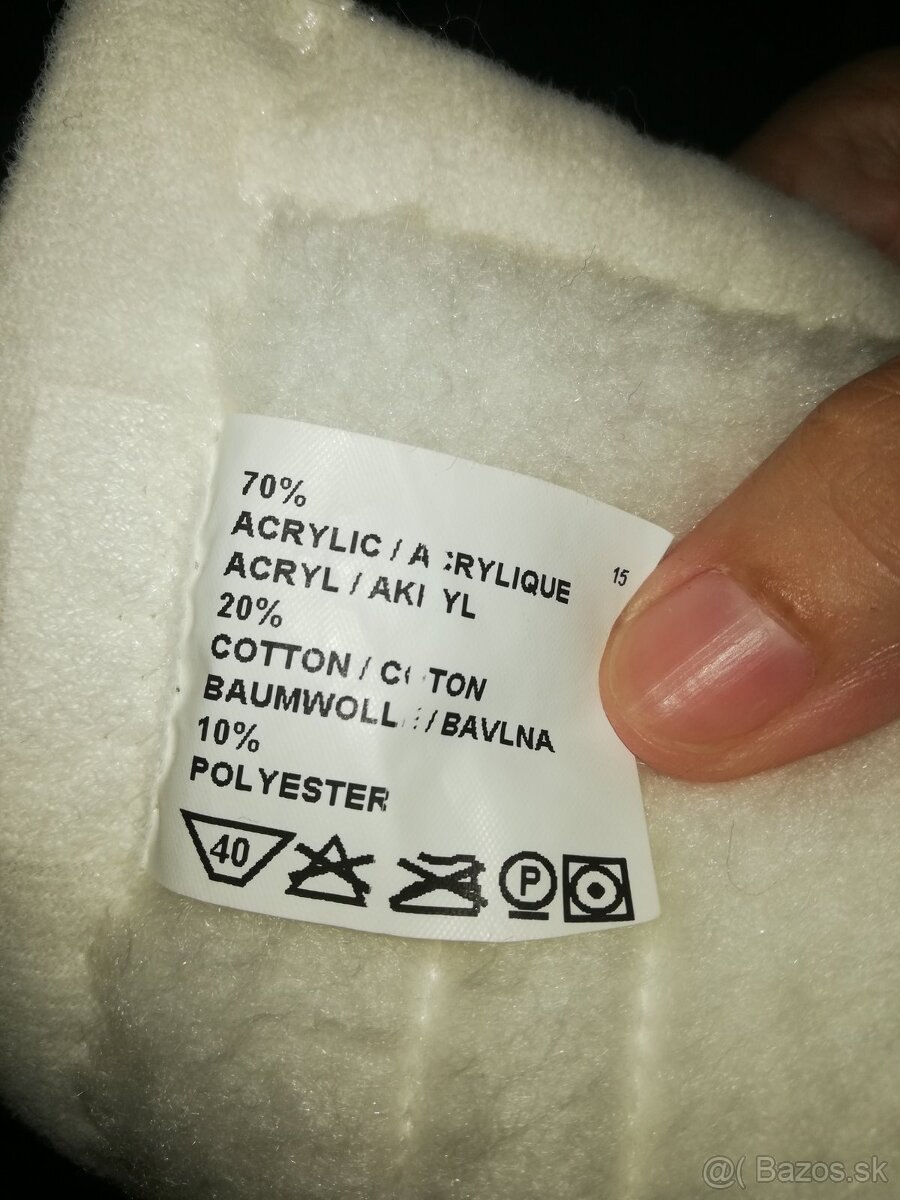 70%
ACRYLIC / ACRYLIQUE
ACRYL / AKRYL
15
20%
COTTON / COTON
BAUMWOLLE / BAVLNA
10%
POLYESTER
40
P
@( Bazos.sk